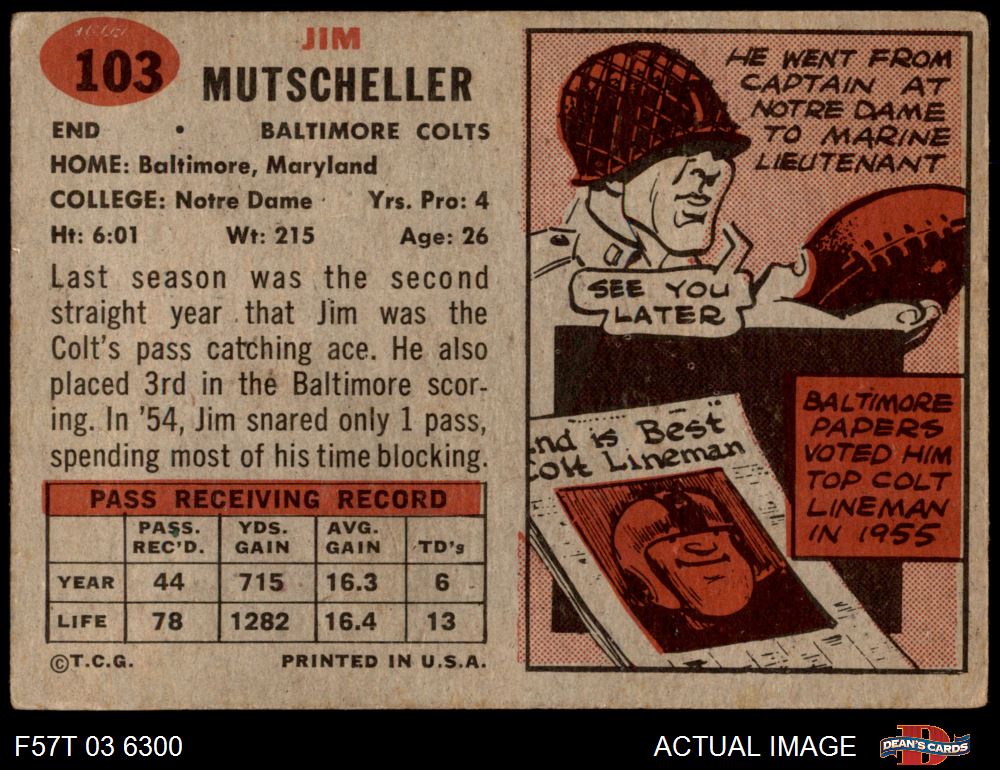 103
JIM
MUTSCHELLER
END • BALTIMORE COLTS
HOME: Baltimore, Maryland
COLLEGE: Notre Dame Yrs. Pro: 4
Ht: 6:01 Wt: 215 Age: 26
Last season was the second
straight year that Jim was the
Colt's pass catching ace. He also
placed 3rd in the Baltimore scor-
ing. In '54, Jim snared only 1 pass,
spending most of his time blocking.
PASS RECEIVING RECORD
PASS. REC'D. YDS. GAIN AVG. GAIN TD's
YEAR 44 715 16.3 6
LIFE 78 1282 16.4 13
©T.C.G. PRINTED IN U.S.A.
HE WENT FROM
CAPTAIN AT
NOTRE DAME
TO MARINE
LIEUTENANT
SEE YOU
LATER
nd is Best
olt Lineman
BALTIMORE
PAPERS
VOTED HIM
TOP COLT
LINEMAN
IN 1955
F57T 03 6300
ACTUAL IMAGE
DEAN'S CARDS